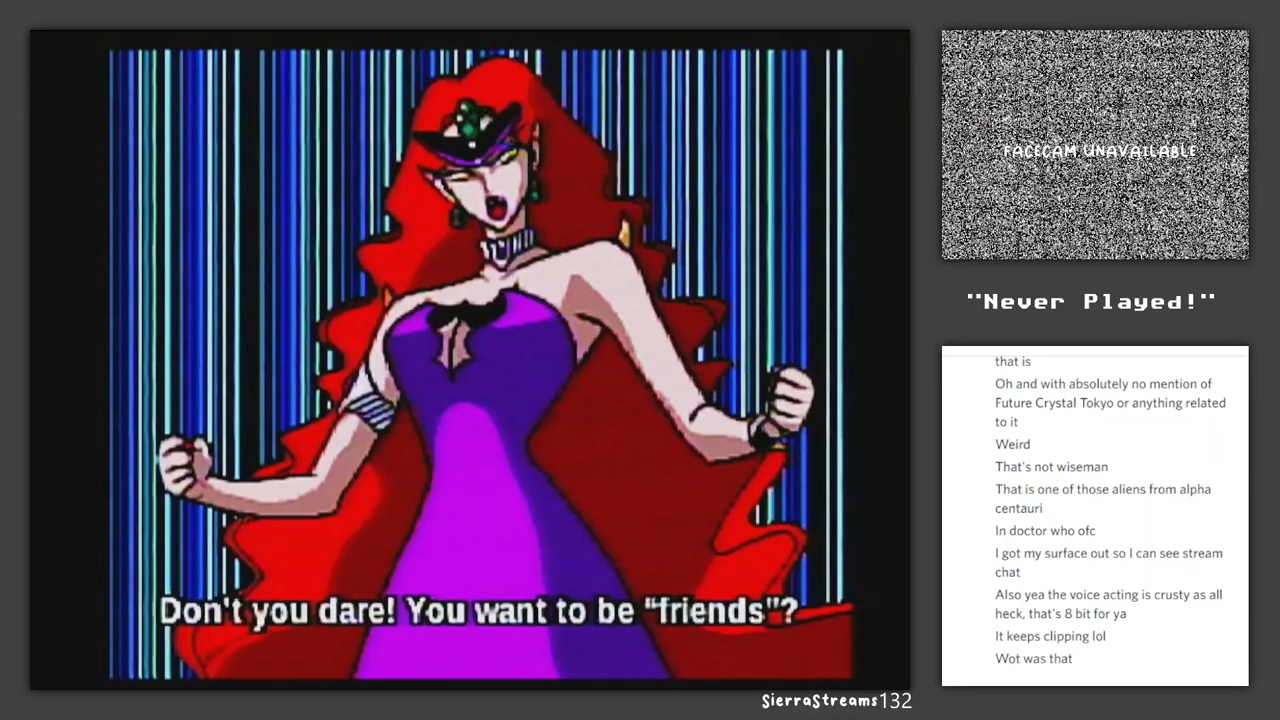 Don't you dare! You want to be "friends"?
FACECAM UNAVAILABLE
"Never Played!"
that is
Oh and with absolutely no mention of
Future Crystal Tokyo or anything related
to it
Weird
That's not wiseman
That is one of those aliens from alpha
centauri
In doctor who ofc
I got my surface out so I can see stream
chat
Also yea the voice acting is crusty as all
heck, that's 8 bit for ya
It keeps clipping lol
Wot was that
SierraStreams132